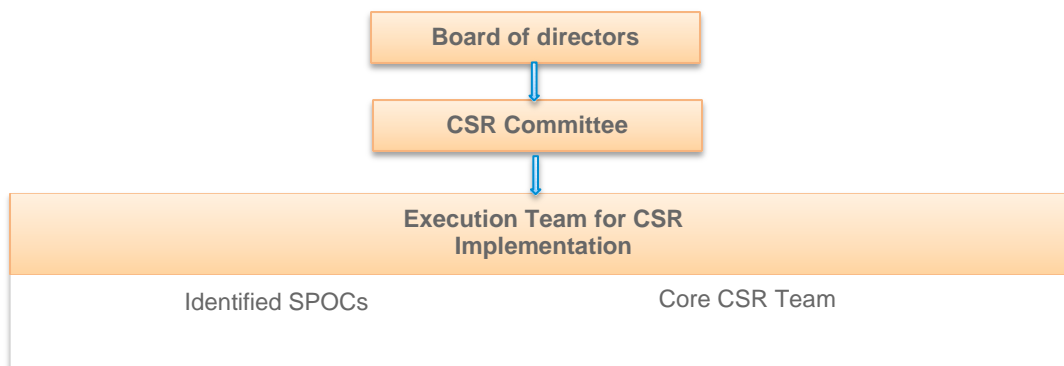 Board of directors
CSR Committee
Execution Team for CSR
Implementation
Identified SPOCs
Core CSR Team